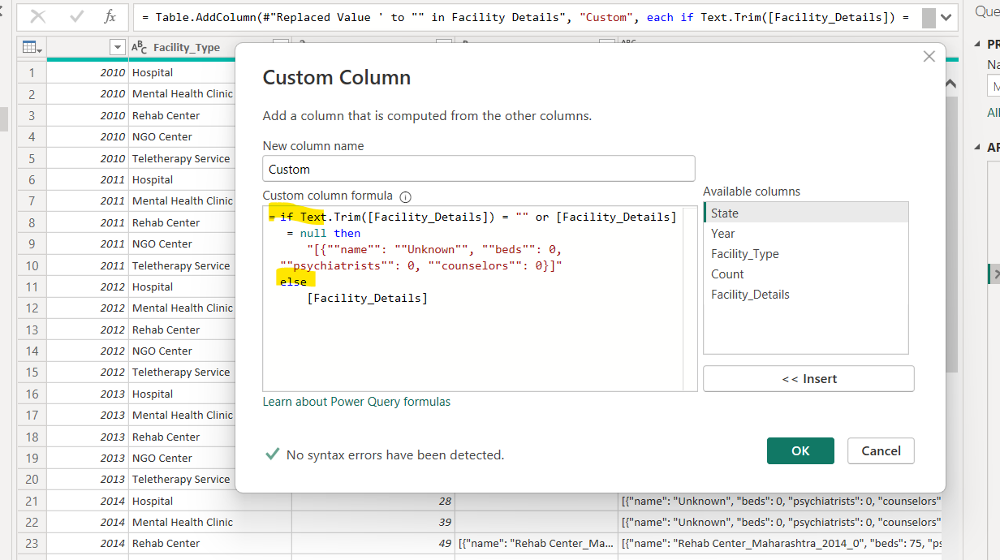 fx
= Table.AddColumn(#"Replaced Value ' to "" in Facility Details", "Custom", each if Text.Trim([Facility_Details]) =
Facility_Type
1 2010 Hospital
2 2010 Mental Health Clinic
3 2010 Rehab Center
4 2010 NGO Center
5 2010 Teletherapy Service
6 2011 Hospital
7 2011 Mental Health Clinic
8 2011 Rehab Center
9 2011 NGO Center
10 2011 Teletherapy Service
11 2012 Hospital
12 2012 Mental Health Clinic
13 2012 Rehab Center
14 2012 NGO Center
15 2012 Teletherapy Service
16 2013 Hospital
17 2013 Mental Health Clinic
18 2013 Rehab Center
19 2013 NGO Center
20 2013 Teletherapy Service
21 2014 Hospital 28 [{"name": "Unknown", "beds": 0, "psychiatrists": 0, "counselors"
22 2014 Mental Health Clinic 39 [{"name": "Unknown", "beds": 0, "psychiatrists": 0, "counselors"
23 2014 Rehab Center 49 [{"name": "Rehab Center_Ma... [{"name": "Rehab Center_Maharashtra_2014_0", "beds": 75, "ps
Custom Column
Add a column that is computed from the other columns.
New column name
Custom
Custom column formula
= if Text.Trim([Facility_Details]) = "" or [Facility_Details]
= null then
"[{""name"": ""Unknown"", ""beds"": 0,
""psychiatrists"": 0, ""counselors"": 0}]"
else
[Facility_Details]
Available columns
State
Year
Facility_Type
Count
Facility_Details
<< Insert
Learn about Power Query formulas
No syntax errors have been detected.
OK
Cancel